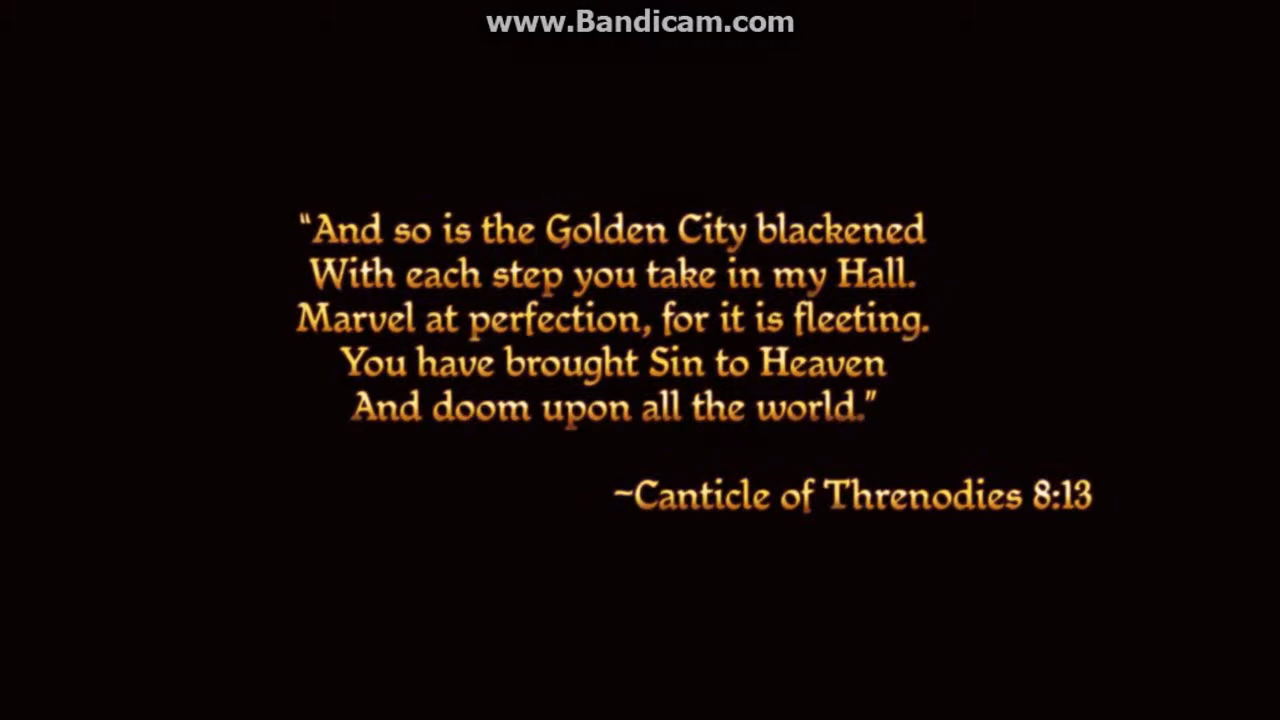 www.Bandicam.com
“And so is the Golden City blackened
With each step you take in my Hall.
Marvel at perfection, for it is fleeting.
You have brought Sin to Heaven
And doom upon all the world.”
~Canticle of Threnodies 8:13